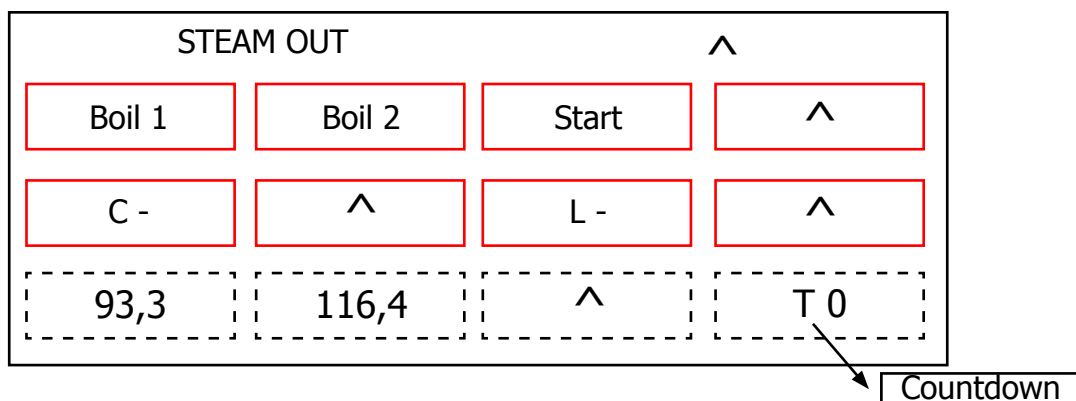 STEAM OUT ^
Boil 1 Boil 2 Start ^
C - ^ L - ^
93,3 116,4 ^ T 0
Countdown